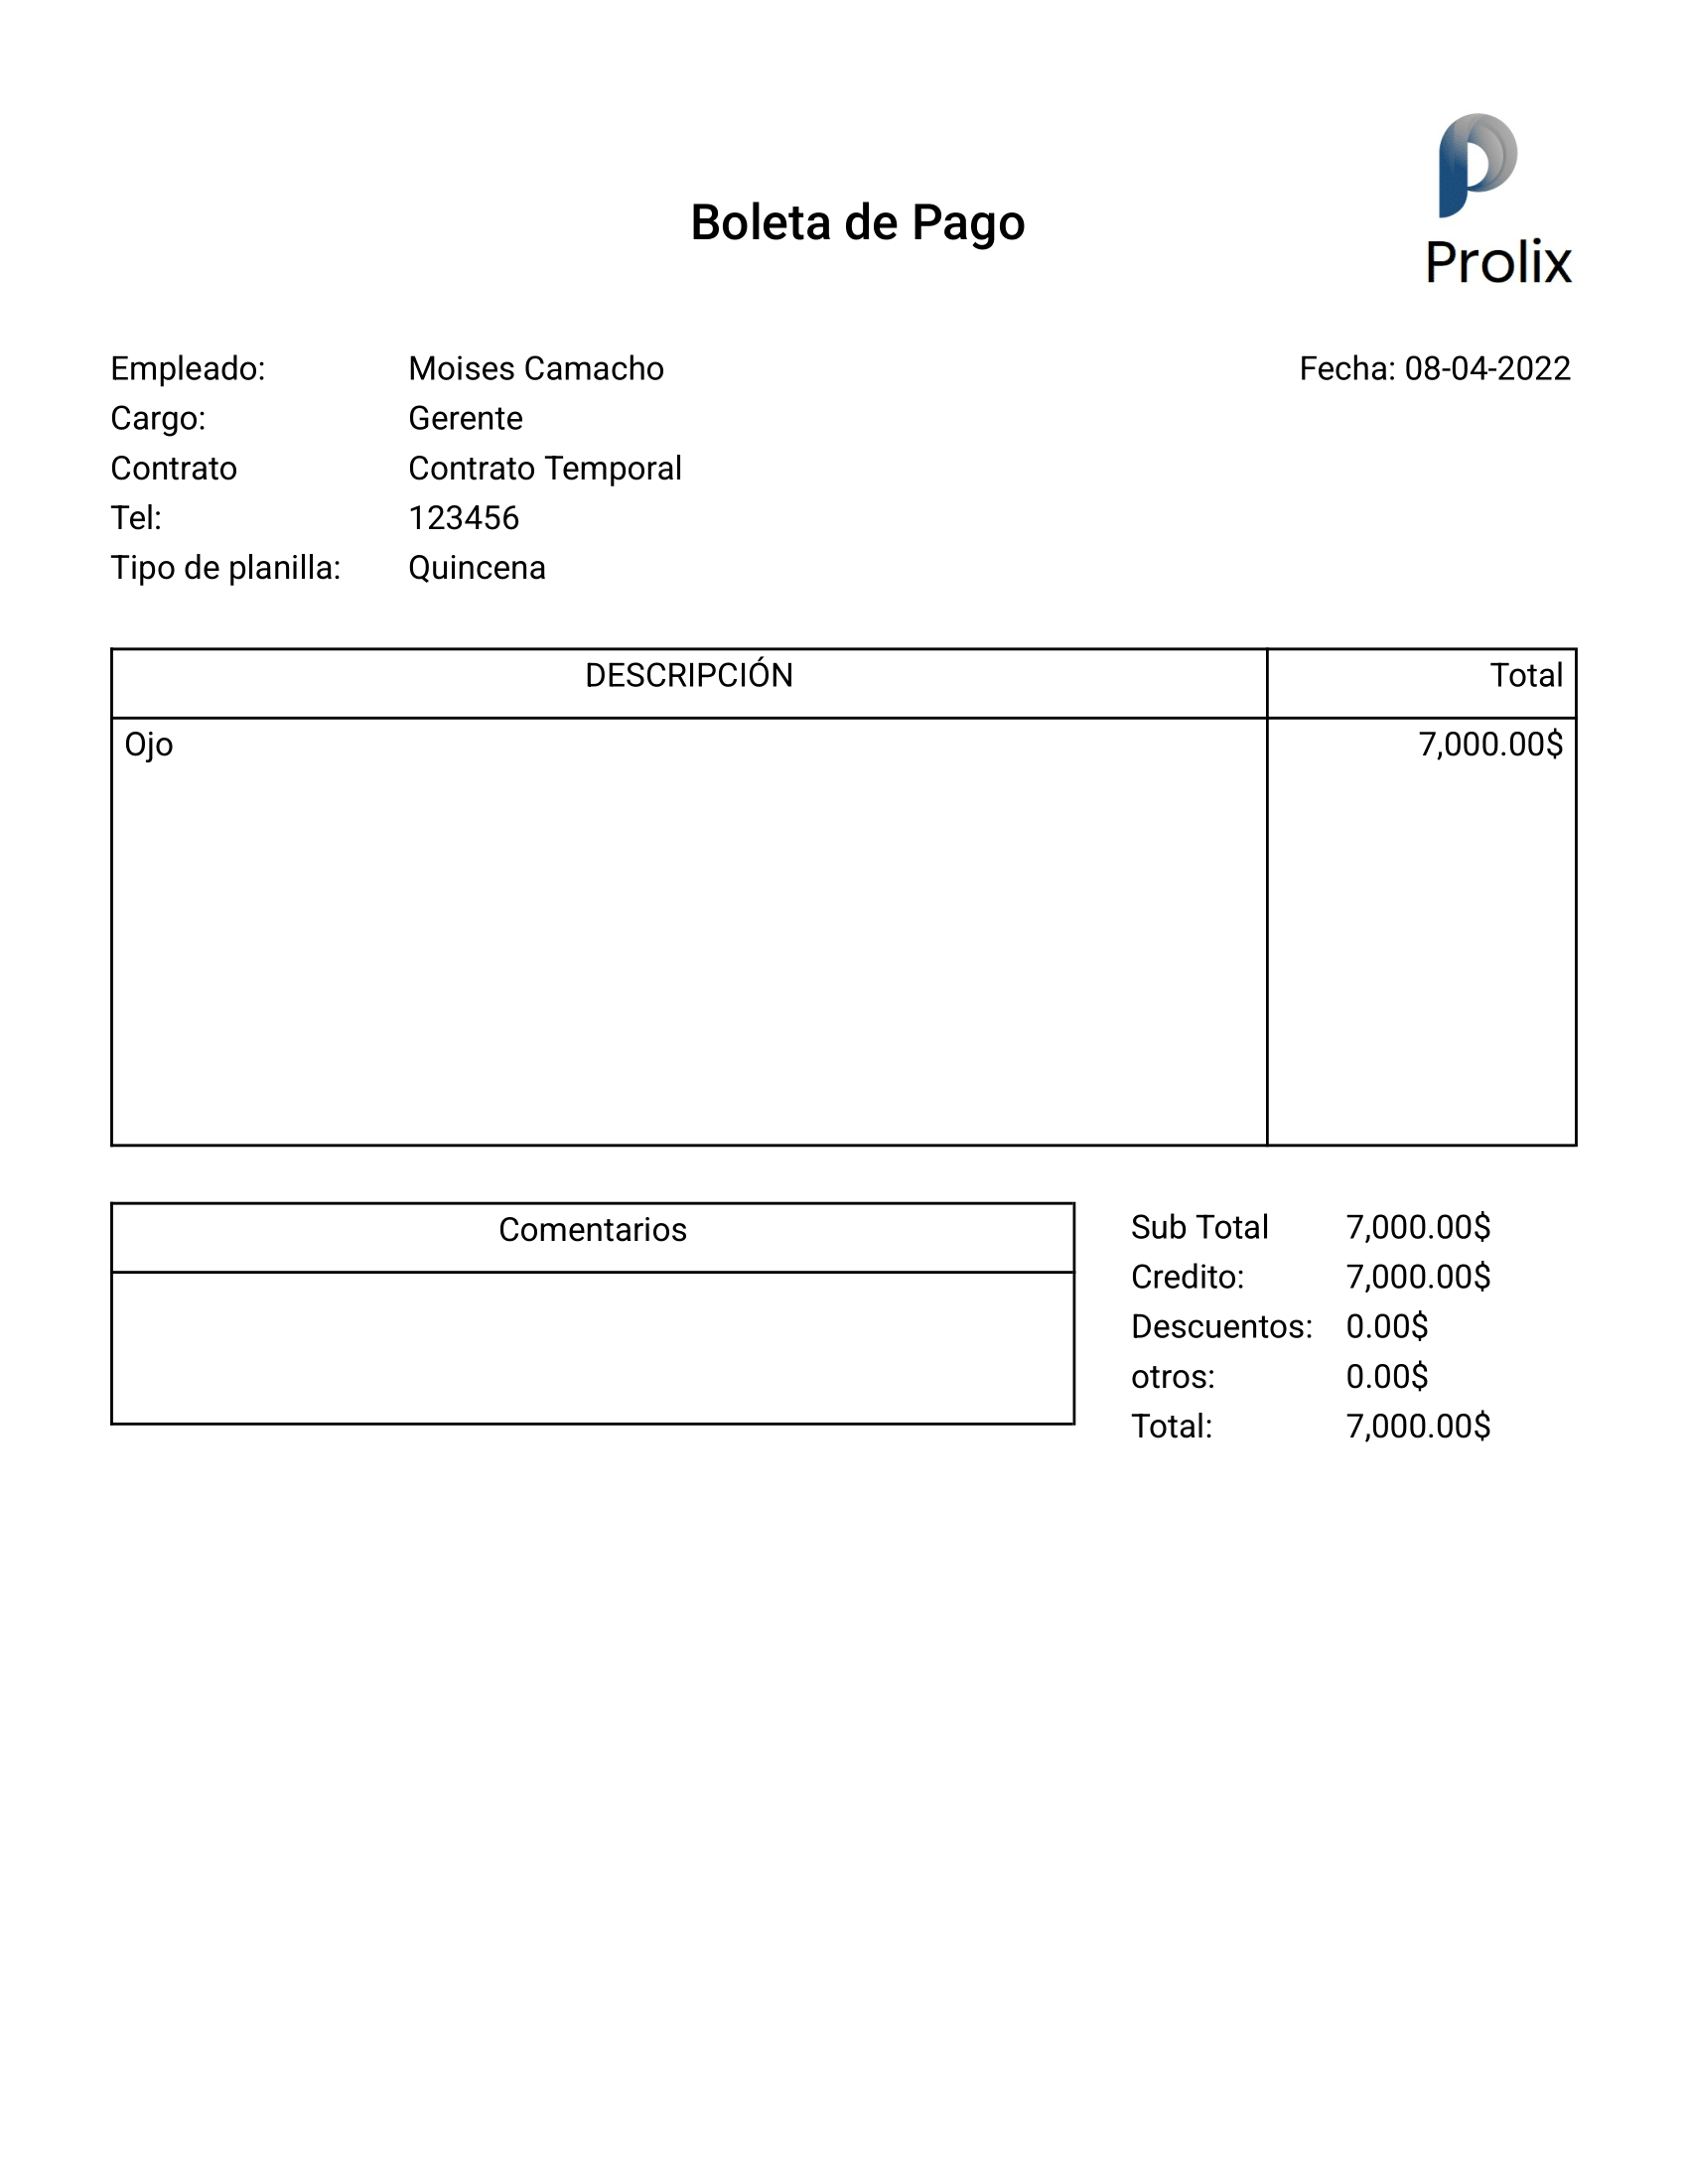 Prolix
Boleta de Pago
Empleado: Moises Camacho Fecha: 08-04-2022
Cargo: Gerente
Contrato Contrato Temporal
Tel: 123456
Tipo de planilla: Quincena
DESCRIPCIÓN Total
Ojo 7,000.00$
Comentarios
Sub Total 7,000.00$
Credito: 7,000.00$
Descuentos: 0.00$
otros: 0.00$
Total: 7,000.00$